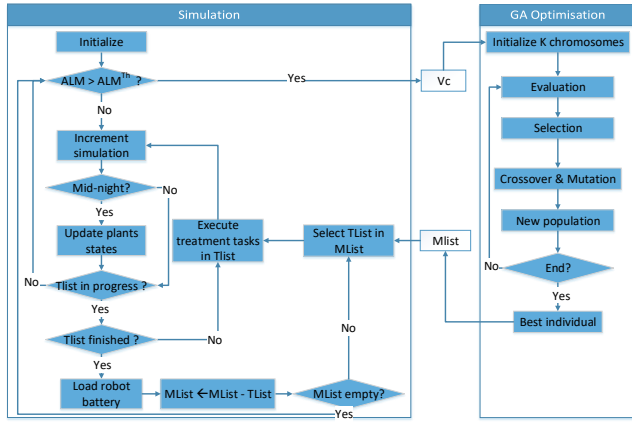 Simulation
GA Optimisation
Initialize
Initialize K chromosomes
ALM > ALMᵀʰ ?
Yes
Vc
Evaluation
No
Increment
simulation
Selection
Mid-night?
No
Crossover & Mutation
Yes
Update plants
states
Execute
treatment tasks
in Tlist
Select TList in
MList
Mlist
New population
No
Tlist in progress ?
No
End?
Yes
Yes
Tlist finished ?
No
No
Best individual
Yes
Load robot
battery
MList ←MList - TList
MList empty?
Yes